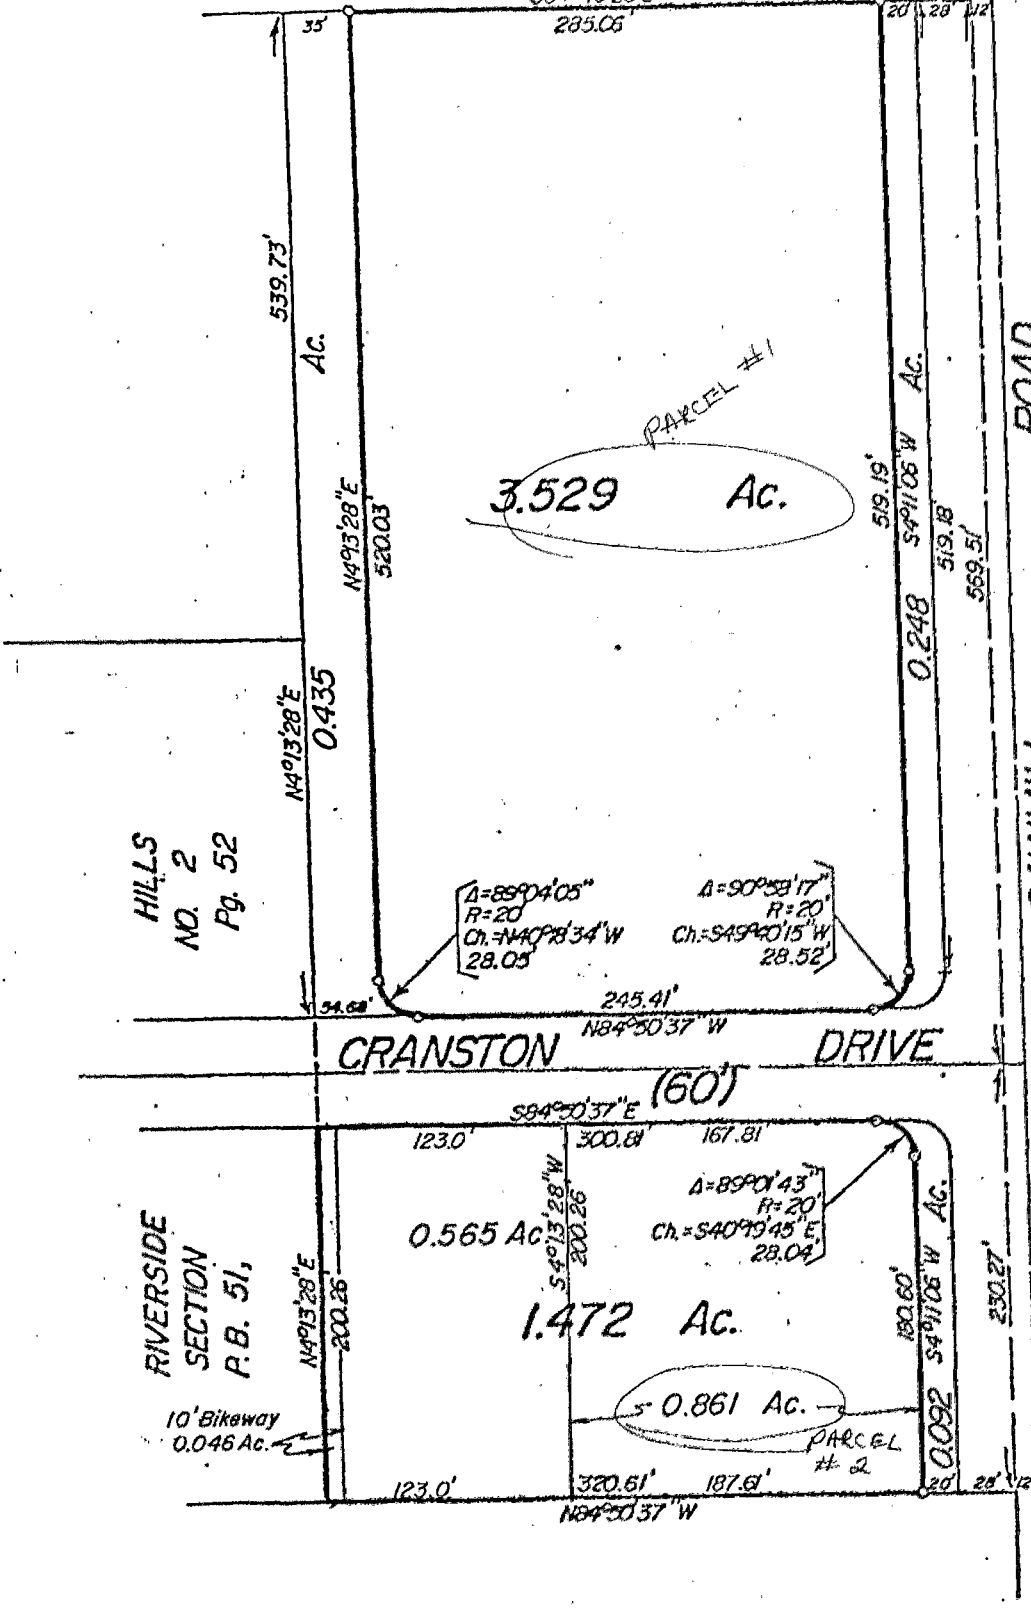 35'
285.06'
20'
28'
12'
539.73'
Ac.
PARCEL #1
3.529 Ac.
N4°13'28"E
520.03'
519.19'
S4°11'06"W Ac.
519.18'
569.51'
0.248
ROAD
N4°13'28"E
0.435
HILLS
NO. 2
Pg. 52
Δ=89°04'05"
R=20'
28.05'
Δ=90°58'17"
R=20'
Ch.=S49°40'15"W
28.52'
54.68'
245.41'
N84°50'37"W
CRANSTON DRIVE
(60')
S84°50'37"E
123.0'
300.81'
167.81'
Δ=89°01'43"
R=20'
Ch.=S40°19'45"E
28.04'
0.565 Ac.
S4°13'28"W
200.26'
RIVERSIDE
SECTION
P.B. 51,
N4°13'28"E
200.26'
1.472 Ac.
180.60'
S4°11'06"W Ac.
230.27'
0.861 Ac.
PARCEL
# 2
0.092
10' Bikeway
0.046 Ac.
123.0'
320.61'
187.61'
20'
28'
12'
N84°50'37"W